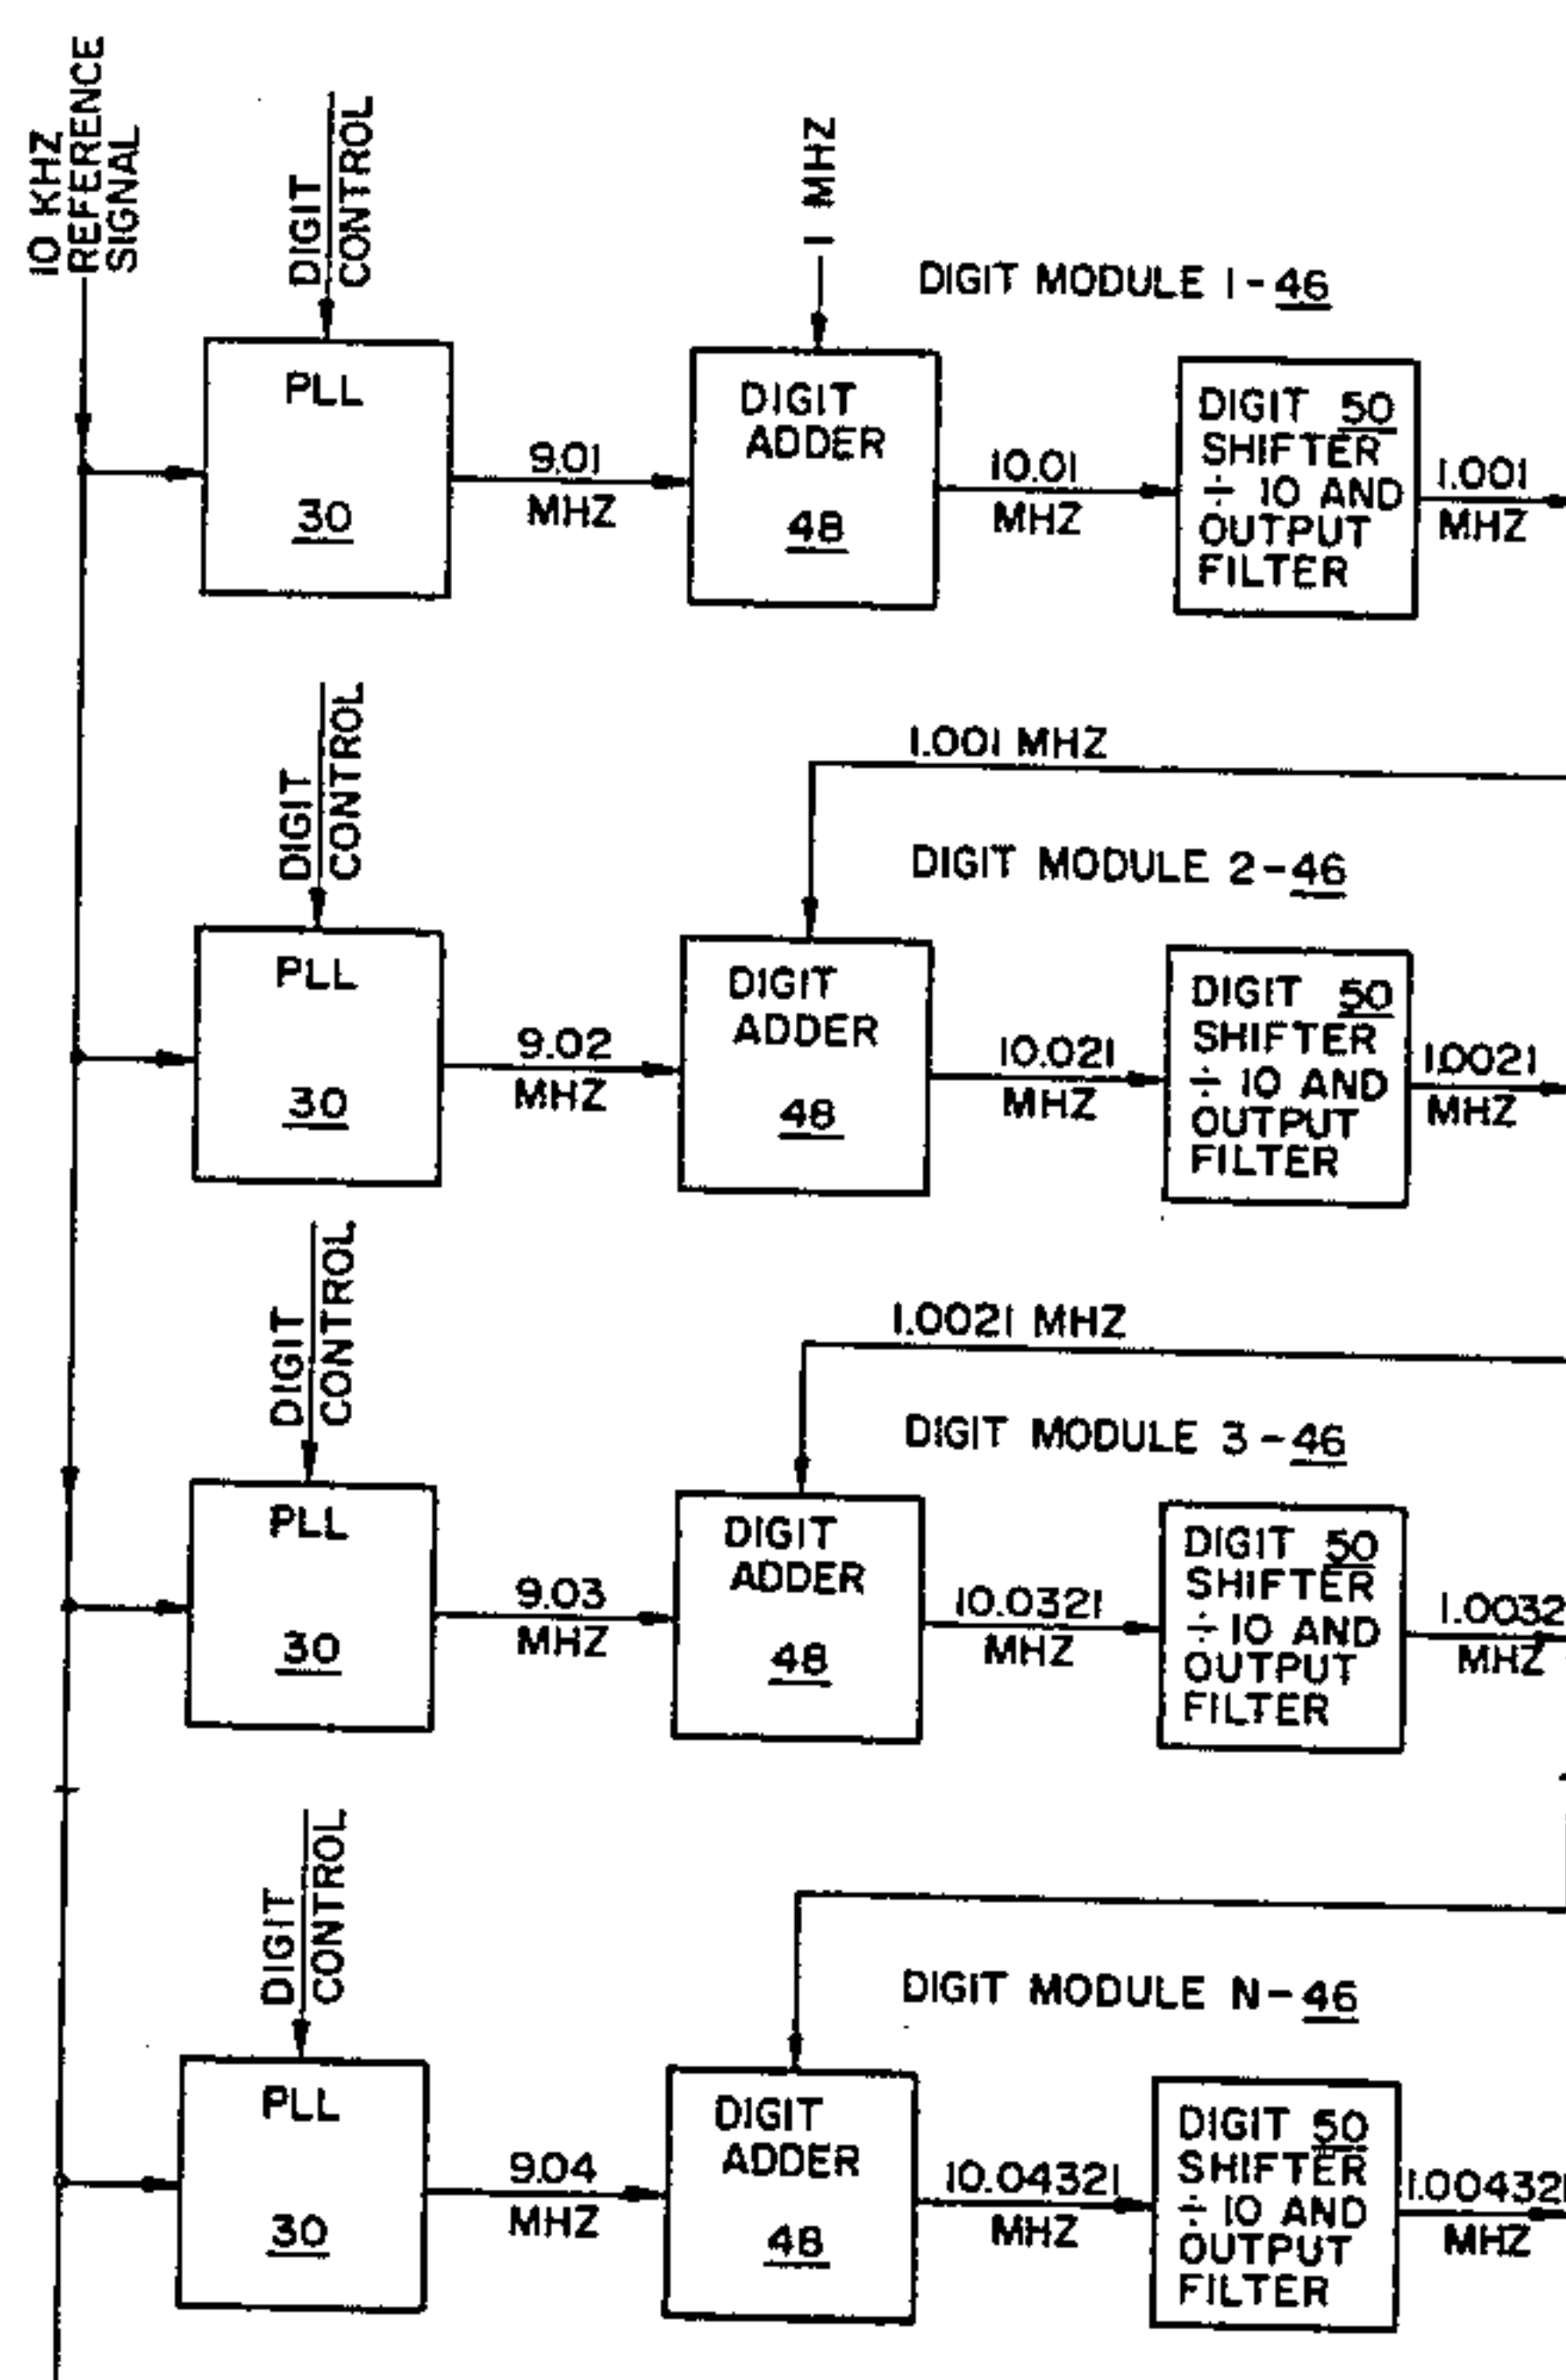 10 KHZ
REFERENCE
SIGNAL
DIGIT
CONTROL
1 MHZ
DIGIT MODULE 1-46
PLL
30
9.01
MHZ
DIGIT
ADDER
48
10.01
MHZ
DIGIT 50
SHIFTER
÷ 10 AND
OUTPUT
FILTER
1.001
MHZ
DIGIT
CONTROL
1.001 MHZ
DIGIT MODULE 2-46
PLL
30
9.02
MHZ
DIGIT
ADDER
48
10.021
MHZ
DIGIT 50
SHIFTER
÷ 10 AND
OUTPUT
FILTER
1.0021
MHZ
DIGIT
CONTROL
1.0021 MHZ
DIGIT MODULE 3-46
PLL
30
9.03
MHZ
DIGIT
ADDER
48
10.0321
MHZ
DIGIT 50
SHIFTER
÷ 10 AND
OUTPUT
FILTER
1.0032
MHZ
DIGIT
CONTROL
DIGIT MODULE N-46
PLL
30
9.04
MHZ
DIGIT
ADDER
48
10.04321
MHZ
DIGIT 50
SHIFTER
÷ 10 AND
OUTPUT
FILTER
1.004321
MHZ